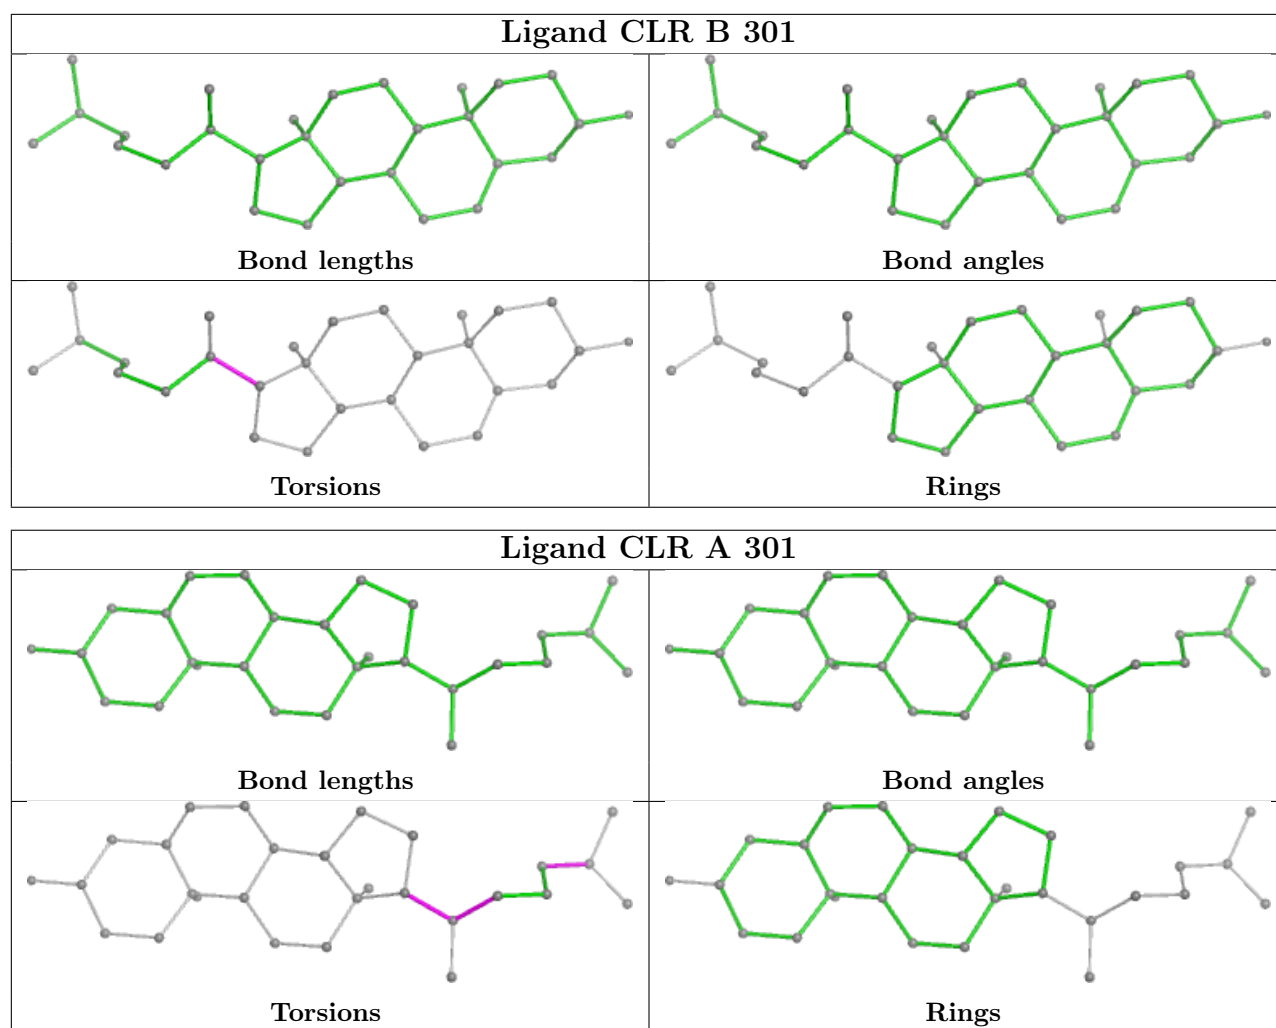 Ligand CLR B 301
Bond lengths
Bond angles
Torsions
Rings
Ligand CLR A 301
Bond lengths
Bond angles
Torsions
Rings